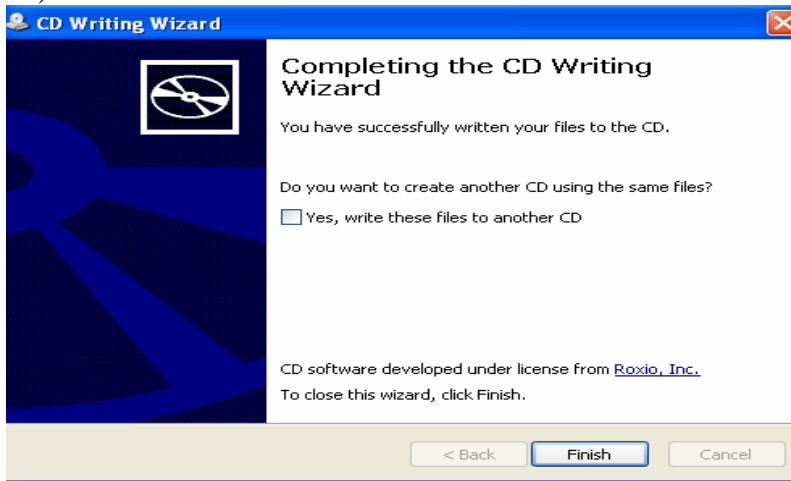 CD Writing Wizard
Completing the CD Writing
Wizard
You have successfully written your files to the CD.
Do you want to create another CD using the same files?
Yes, write these files to another CD
CD software developed under license from Roxio, Inc.
To close this wizard, click Finish.
< Back Finish Cancel